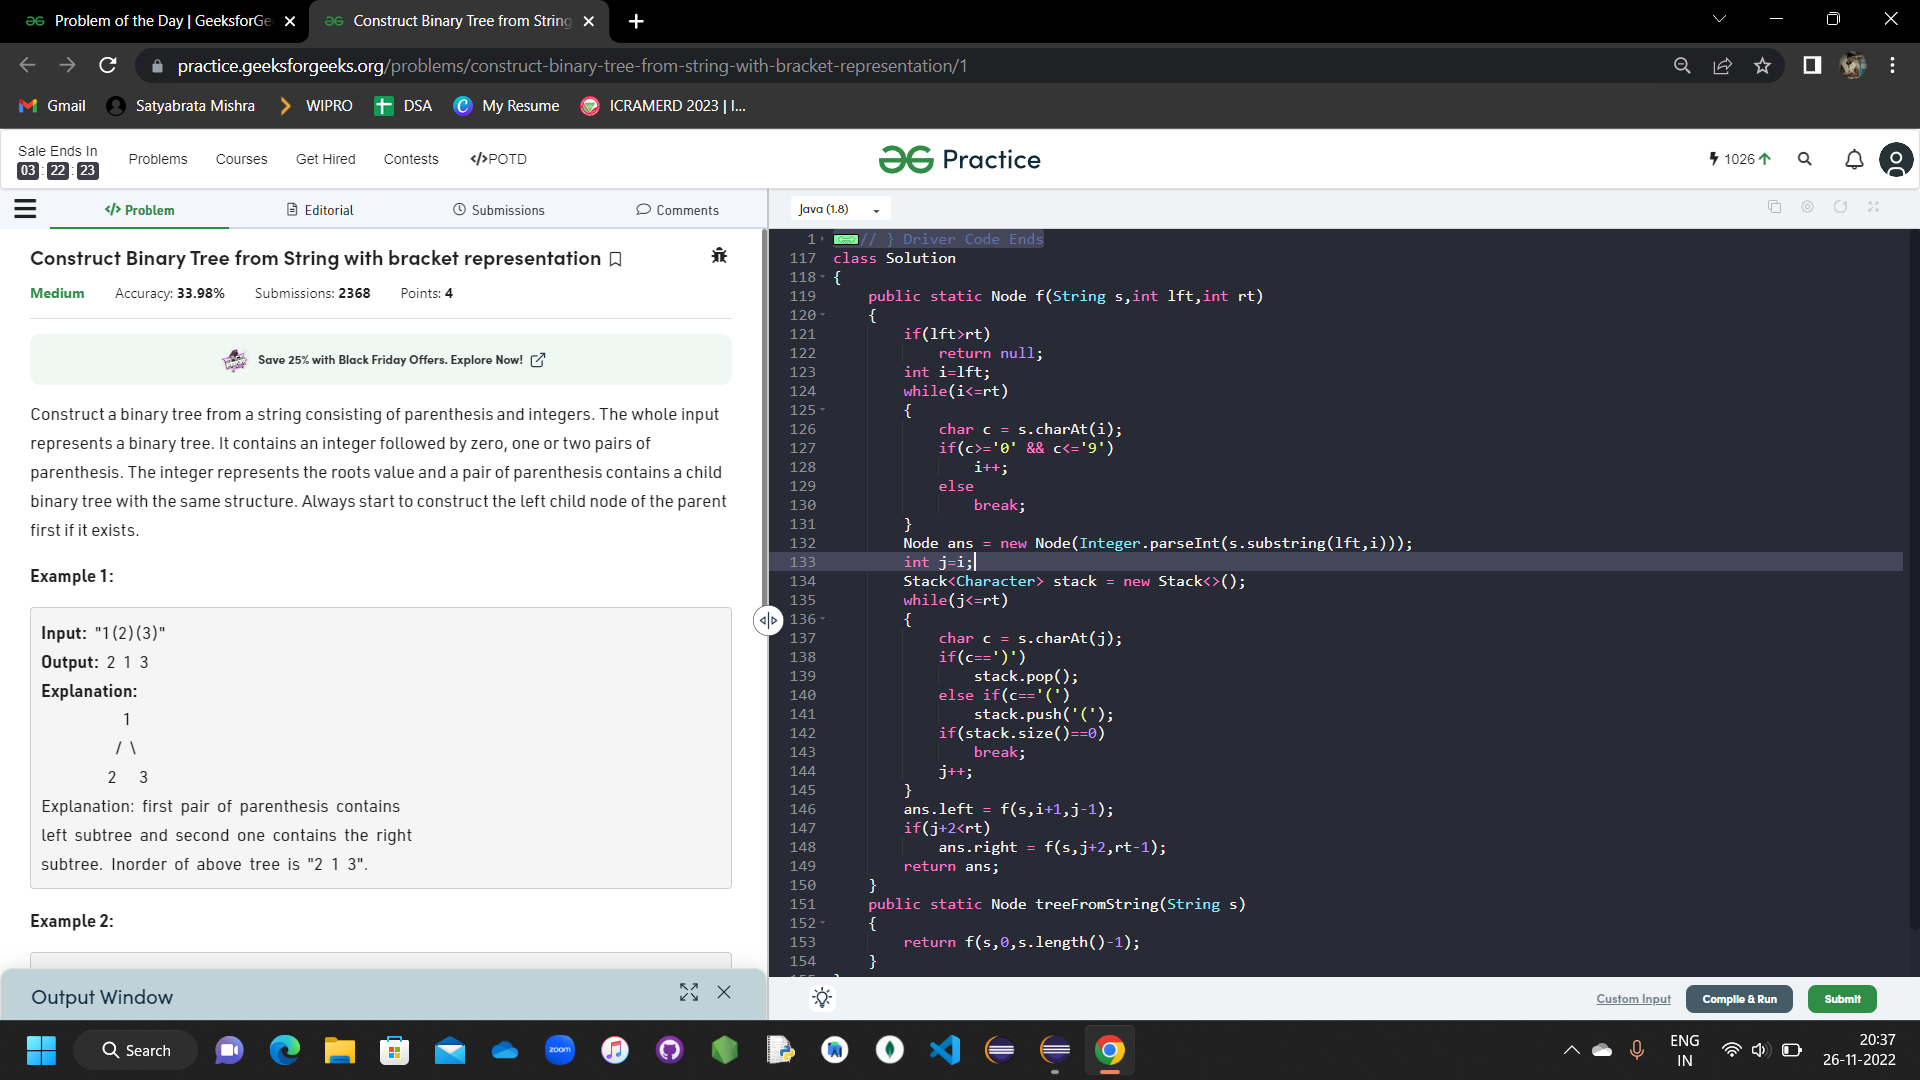 Problem of the Day | GeeksforGe
Construct Binary Tree from String
practice.geeksforgeeks.org/problems/construct-binary-tree-from-string-with-bracket-representation/1
Gmail
Satyabrata Mishra
WIPRO
DSA
My Resume
ICRAMERD 2023 | I...
Sale Ends In
03 : 22 : 23
Problems
Courses
Get Hired
Contests
</>POTD
Practice
1026
</> Problem
Editorial
Submissions
Comments
Java (1.8)
Construct Binary Tree from String with bracket representation
Medium Accuracy: 33.98% Submissions: 2368 Points: 4
Save 25% with Black Friday Offers. Explore Now!
Construct a binary tree from a string consisting of parenthesis and integers. The whole input
represents a binary tree. It contains an integer followed by zero, one or two pairs of
parenthesis. The integer represents the roots value and a pair of parenthesis contains a child
binary tree with the same structure. Always start to construct the left child node of the parent
first if it exists.
Example 1:
Input: "1(2)(3)"
Output: 2 1 3
Explanation:
1
/ \
2 3
Explanation: first pair of parenthesis contains
left subtree and second one contains the right
subtree. Inorder of above tree is "2 1 3".
Example 2:
Output Window
1 // } Driver Code Ends
117 class Solution
118 {
119 public static Node f(String s,int lft,int rt)
120 {
121 if(lft>rt)
122 return null;
123 int i=lft;
124 while(i<=rt)
125 {
126 char c = s.charAt(i);
127 if(c>='0' && c<='9')
128 i++;
129 else
130 break;
131 }
132 Node ans = new Node(Integer.parseInt(s.substring(lft,i)));
133 int j=i;
134 Stack<Character> stack = new Stack<>();
135 while(j<=rt)
136 {
137 char c = s.charAt(j);
138 if(c==')')
139 stack.pop();
140 else if(c=='(')
141 stack.push('(');
142 if(stack.size()==0)
143 break;
144 j++;
145 }
146 ans.left = f(s,i+1,j-1);
147 if(j+2<rt)
148 ans.right = f(s,j+2,rt-1);
149 return ans;
150 }
151 public static Node treeFromString(String s)
152 {
153 return f(s,0,s.length()-1);
154 }
Custom Input
Compile & Run
Submit
Search
zoom
ENG
IN
20:37
26-11-2022